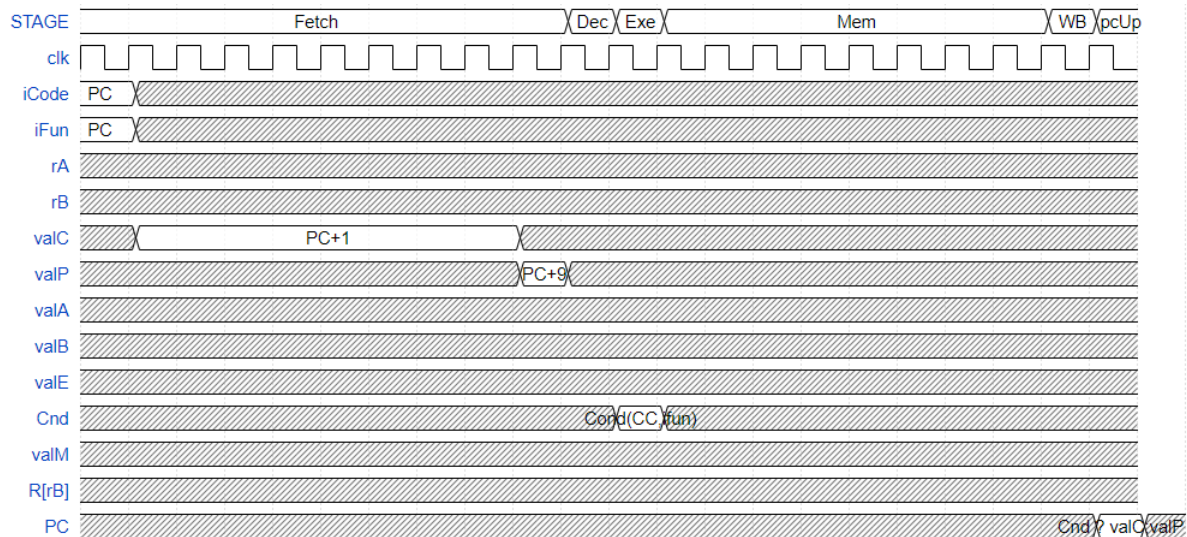 STAGE Fetch Dec Exe Mem WB pcUp
clk
iCode PC
iFun PC
rA
rB
valC PC+1
valP PC+9
valA
valB
valE
Cnd Cond(CC,ifun)
valM
R[rB]
PC Cnd ? valC:valP